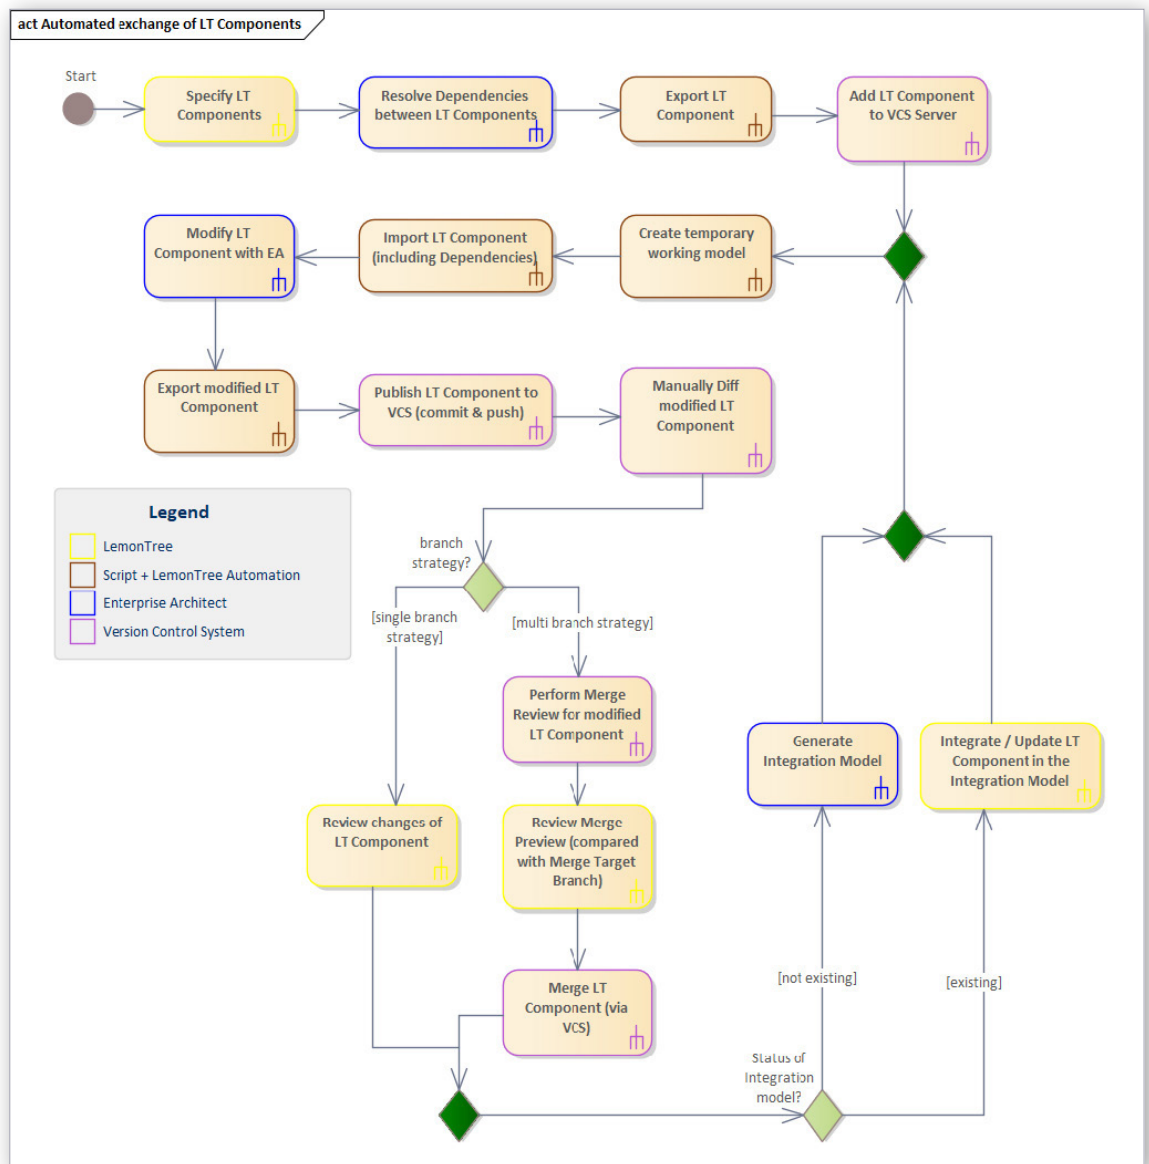 act Automated exchange of LT Components
Start
Specify LT
Components
Resolve Dependencies
between LT Components
Export LT
Component
Add LT Component
to VCS Server
Modify LT
Component with EA
Import LT Component
(including Dependencies)
Create temporary
working model
Export modified LT
Component
Publish LT Component to
VCS (commit & push)
Manually Diff
modified LT
Component
Legend
LemonTree
Script + LemonTree Automation
Enterprise Architect
Version Control System
branch
strategy?
[single branch
strategy]
[multi branch strategy]
Perform Merge
Review for modified
LT Component
Generate
Integration Model
Integrate / Update LT
Component in the
Integration Model
Review changes of
LT Component
Review Merge
Preview (compared
with Merge Target
Branch)
Merge LT
Component (via
VCS)
[not existing]
[existing]
Status of
Integration
model?